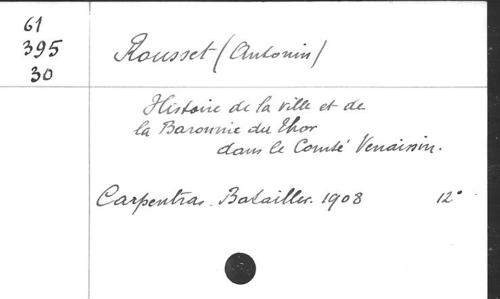 61
395
30
Rousset (Antonin)
Histoire de la ville et de
la Baronnie du Thor
dans le Comté Venaissin.
Carpentras. Batailler. 1908 12°